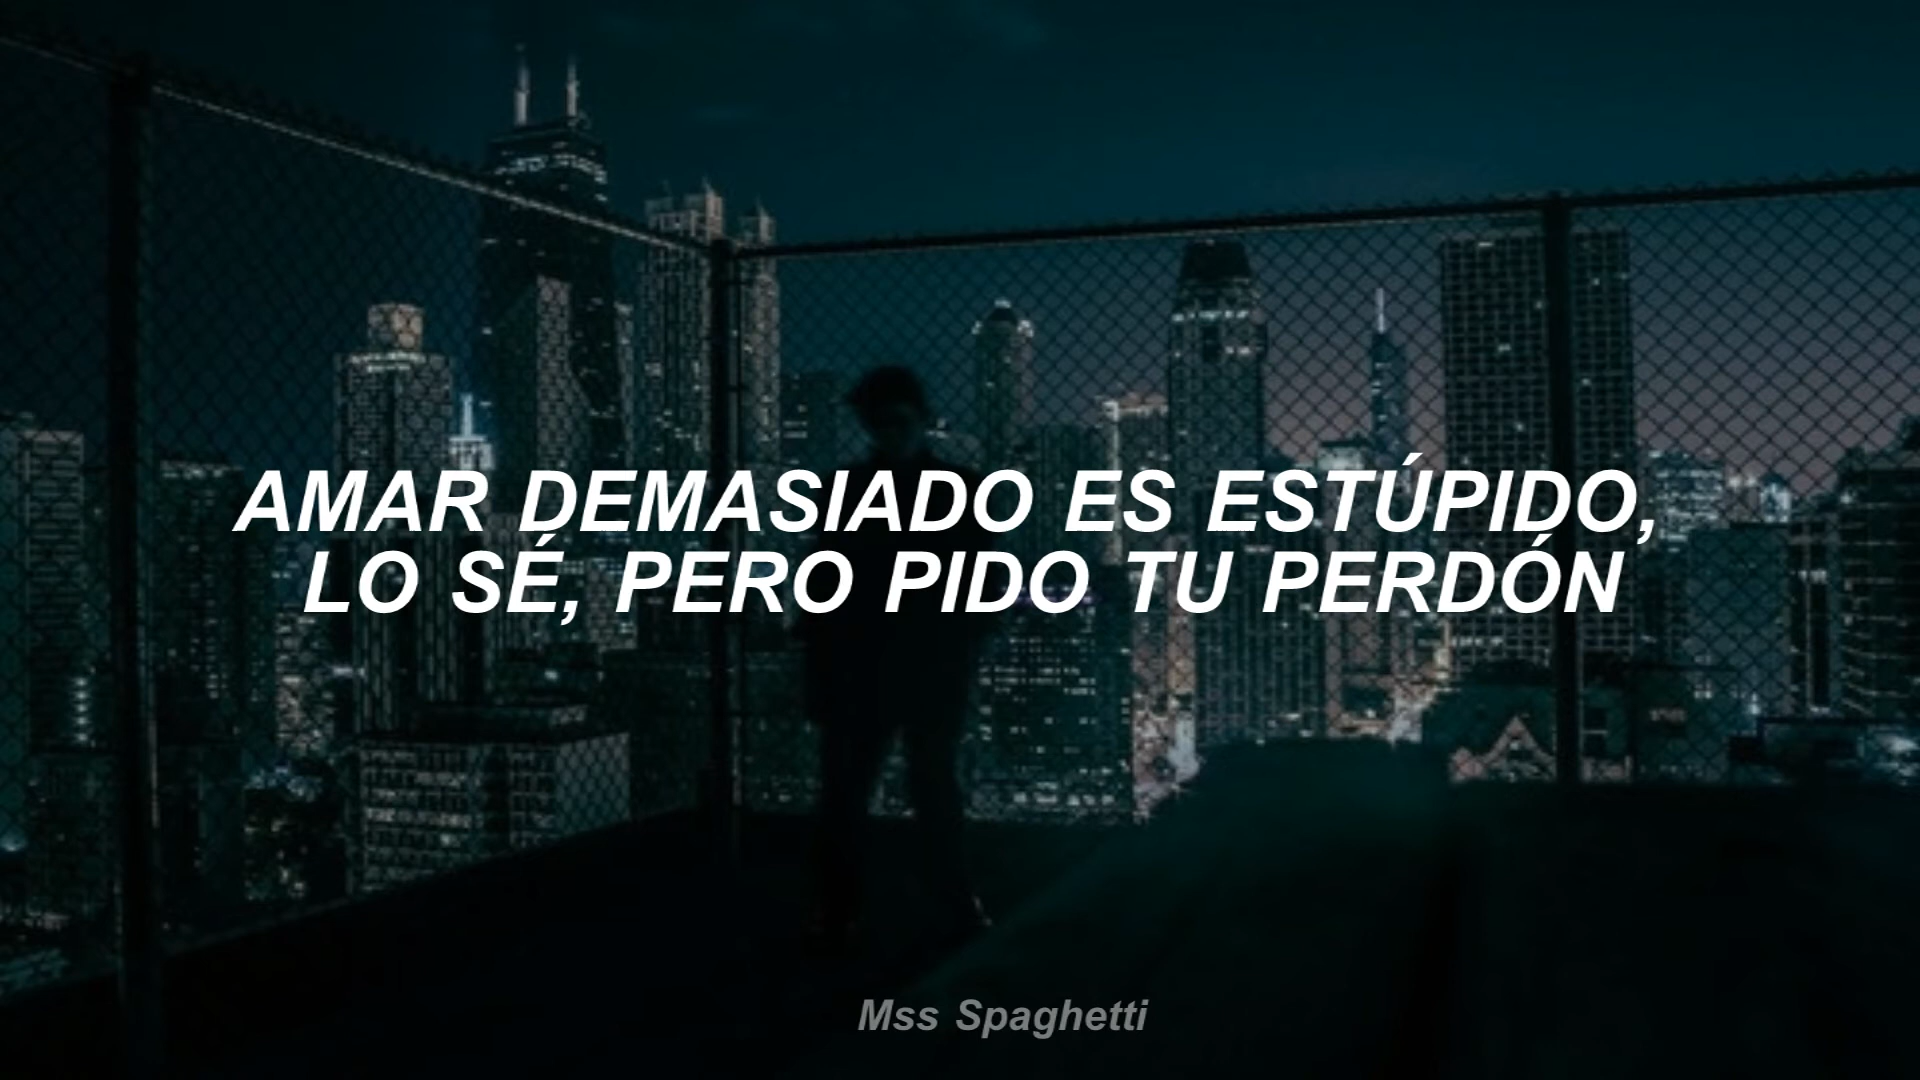 AMAR DEMASIADO ES ESTÚPIDO,
LO SÉ, PERO PIDO TU PERDÓN
Mss Spaghetti